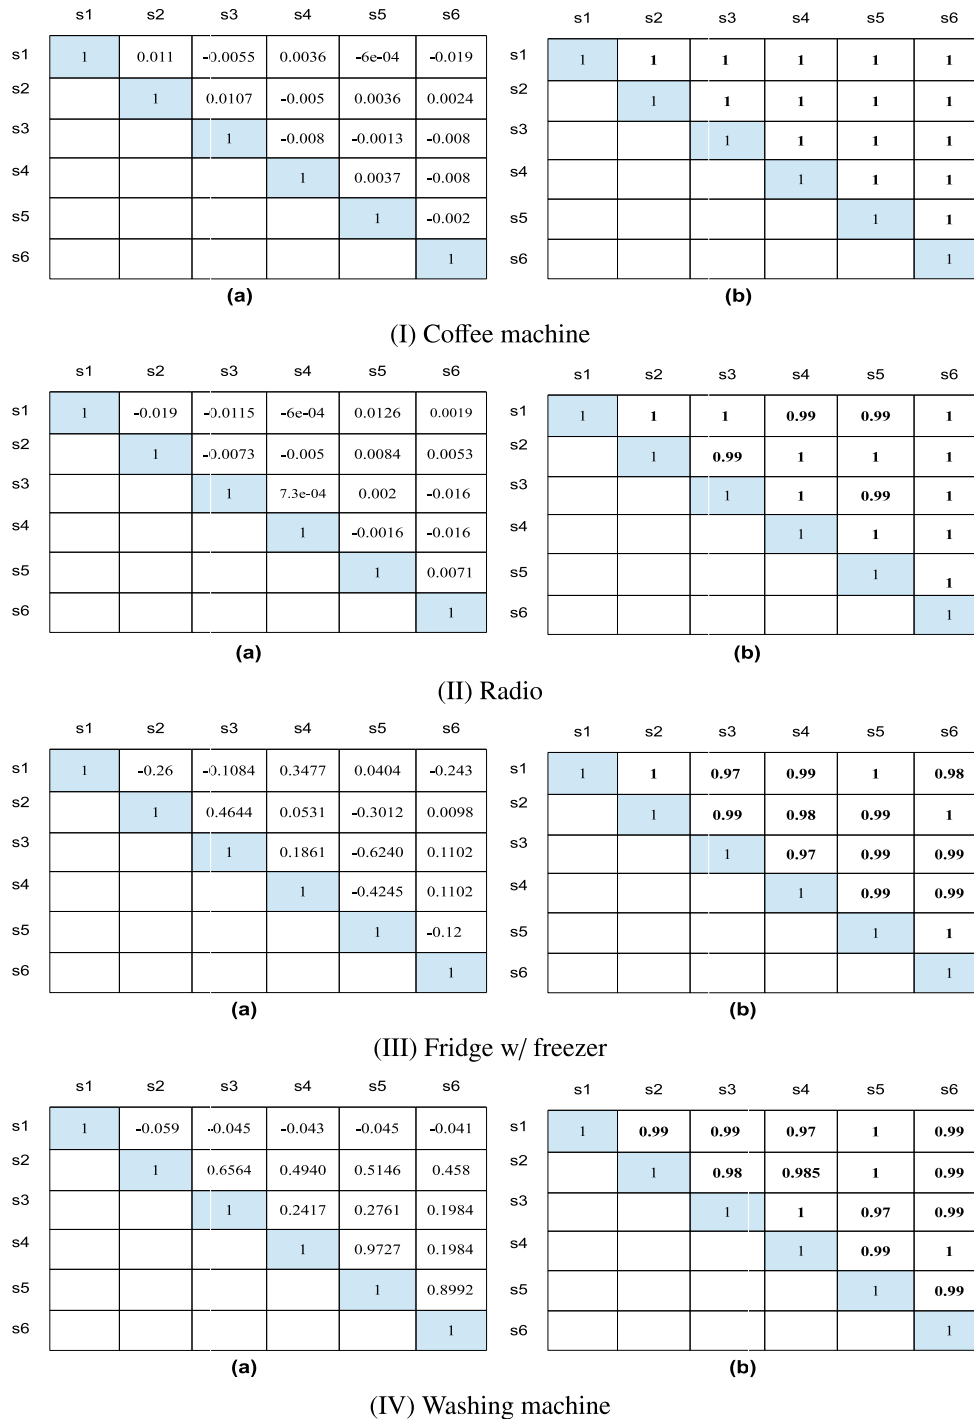 s1 s2 s3 s4 s5 s6 s1 s2 s3 s4 s5 s6
s1 1 0.011 -0.0055 0.0036 -6e-04 -0.019 s1 1 1 1 1 1 1
s2 1 0.0107 -0.005 0.0036 0.0024 s2 1 1 1 1 1
s3 1 -0.008 -0.0013 -0.008 s3 1 1 1 1
s4 1 0.0037 -0.008 s4 1 1 1
s5 1 -0.002 s5 1 1
s6 1 s6 1
(a) (b)
(I) Coffee machine
s1 s2 s3 s4 s5 s6 s1 s2 s3 s4 s5 s6
s1 1 -0.019 -0.0115 -6e-04 0.0126 0.0019 s1 1 1 1 0.99 0.99 1
s2 1 -0.0073 -0.005 0.0084 0.0053 s2 1 0.99 1 1 1
s3 1 7.3e-04 0.002 -0.016 s3 1 1 0.99 1
s4 1 -0.0016 -0.016 s4 1 1 1
s5 1 0.0071 s5 1 1
s6 1 s6 1
(a) (b)
(II) Radio
s1 s2 s3 s4 s5 s6 s1 s2 s3 s4 s5 s6
s1 1 -0.26 -0.1084 0.3477 0.0404 -0.243 s1 1 1 0.97 0.99 1 0.98
s2 1 0.4644 0.0531 -0.3012 0.0098 s2 1 0.99 0.98 0.99 1
s3 1 0.1861 -0.6240 0.1102 s3 1 0.97 0.99 0.99
s4 1 -0.4245 0.1102 s4 1 0.99 0.99
s5 1 -0.12 s5 1 1
s6 1 s6 1
(a) (b)
(III) Fridge w/ freezer
s1 s2 s3 s4 s5 s6 s1 s2 s3 s4 s5 s6
s1 1 -0.059 -0.045 -0.043 -0.045 -0.041 s1 1 0.99 0.99 0.97 1 0.99
s2 1 0.6564 0.4940 0.5146 0.458 s2 1 0.98 0.985 1 0.99
s3 1 0.2417 0.2761 0.1984 s3 1 1 0.97 0.99
s4 1 0.9727 0.1984 s4 1 0.99 1
s5 1 0.8992 s5 1 0.99
s6 1 s6 1
(a) (b)
(IV) Washing machine